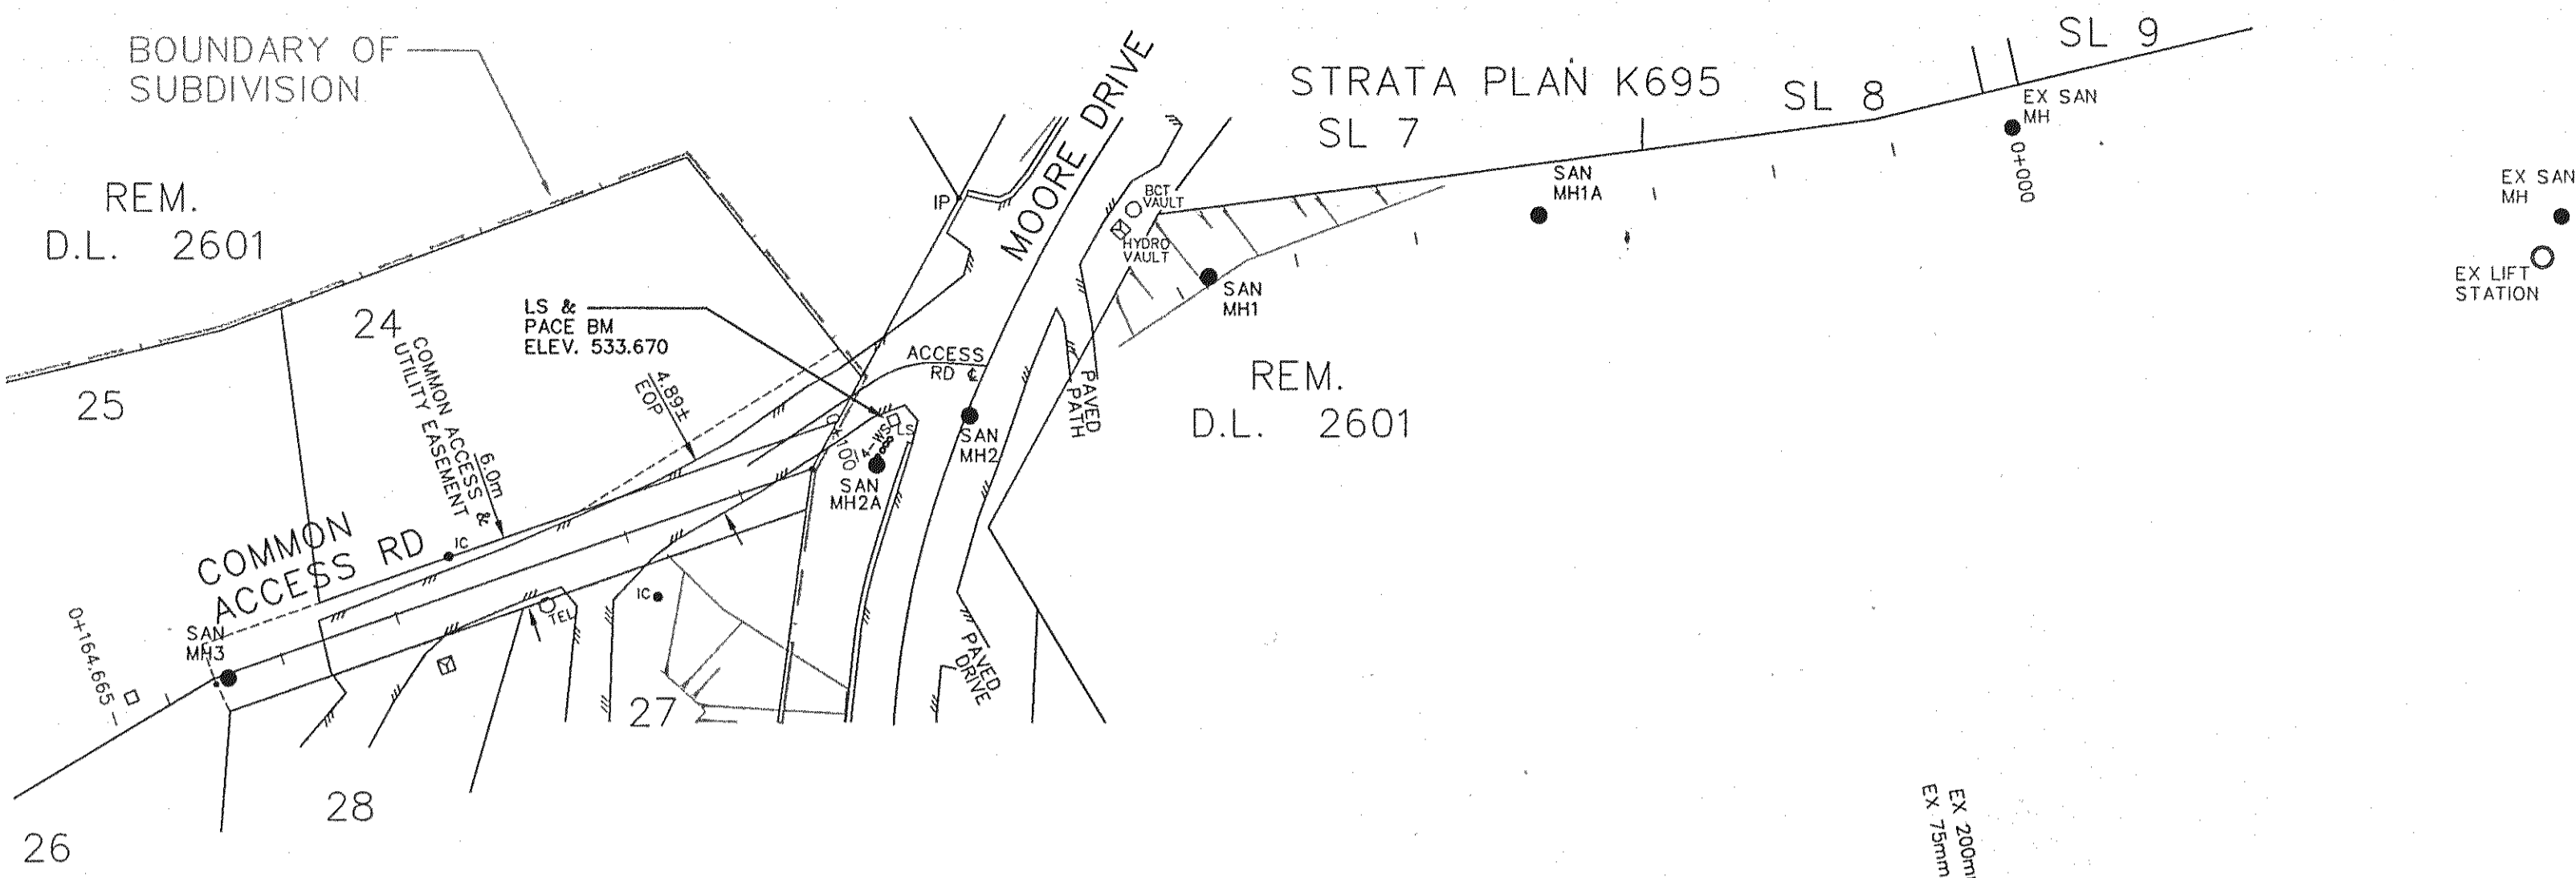 BOUNDARY OF
SUBDIVISION
REM.
D.L. 2601
24
25
COMMON ACCESS &
UTILITY EASEMENT
6.0m
LS &
PACE BM
ELEV. 533.670
4.89±
EOP
COMMON
ACCESS RD
IC
SAN
MH3
0+164.665
TEL
IC
26
28
27
IP
MOORE DRIVE
ACCESS
RD ℄
0+100
4-WS
LS
SAN
MH2A
SAN
MH2
PAVED
PATH
PAVED
DRIVE
BCT
VAULT
HYDRO
VAULT
SAN
MH1
STRATA PLAN K695
SL 7
SL 8
SL 9
SAN
MH1A
EX SAN
MH
0+000
REM.
D.L. 2601
EX SAN
MH
EX LIFT
STATION
EX 200m
EX 75mm